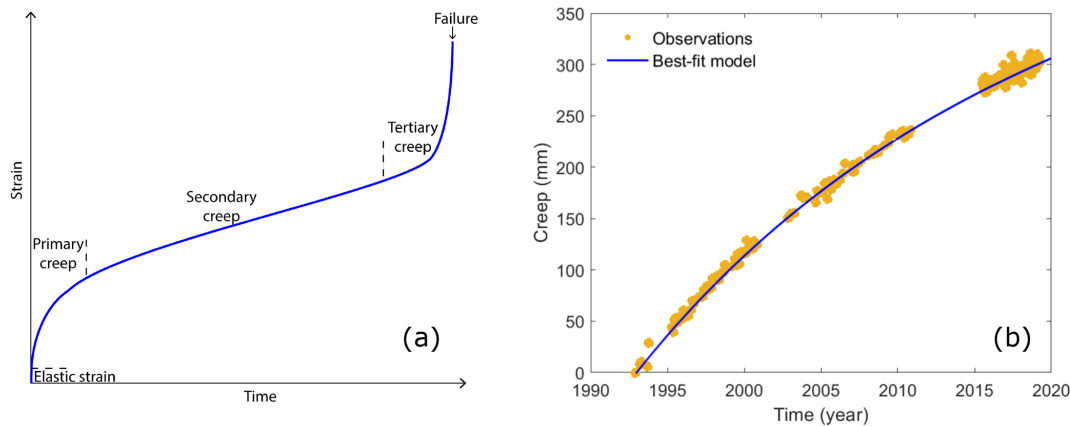 Failure
Tertiary
creep
Secondary
creep
Primary
creep
Elastic strain
Strain
Time
(a)
350
300
250
200
150
100
50
0
Observations
Best-fit model
Creep (mm)
(b)
1990 1995 2000 2005 2010 2015 2020
Time (year)